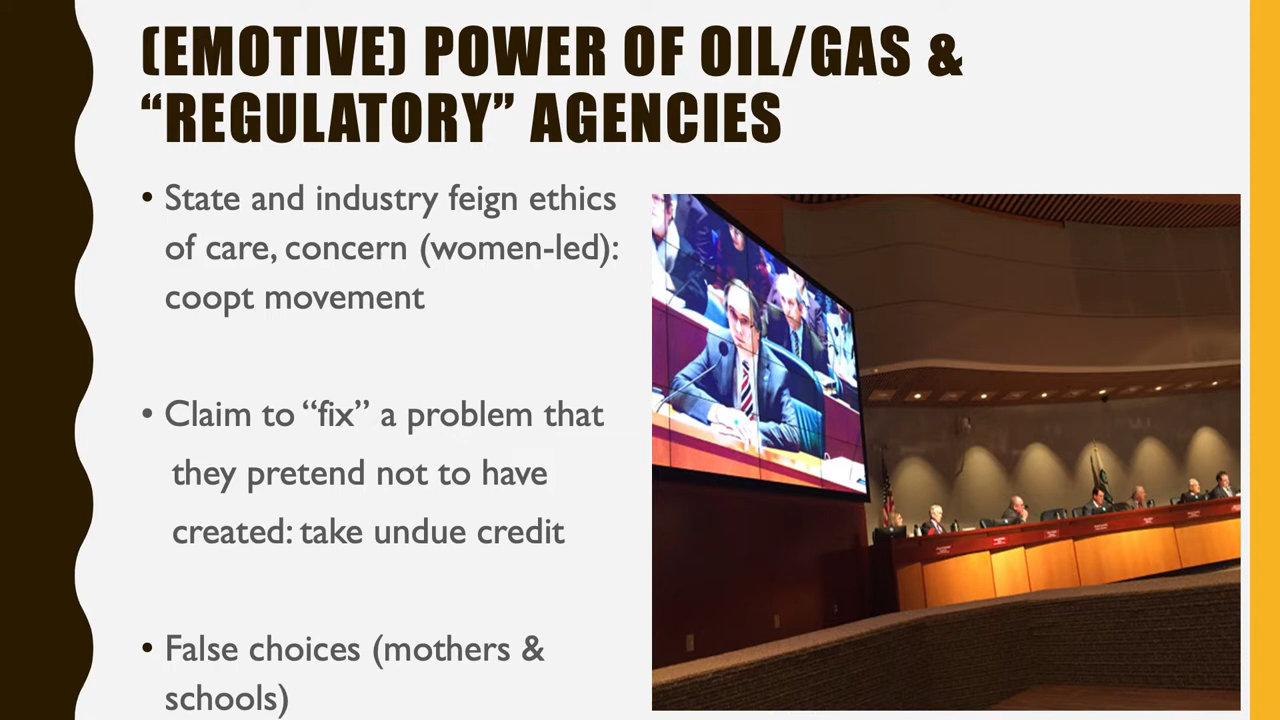 (EMOTIVE) POWER OF OIL/GAS &
“REGULATORY” AGENCIES
• State and industry feign ethics
of care, concern (women-led):
coopt movement
• Claim to “fix” a problem that
they pretend not to have
created: take undue credit
• False choices (mothers &
schools)